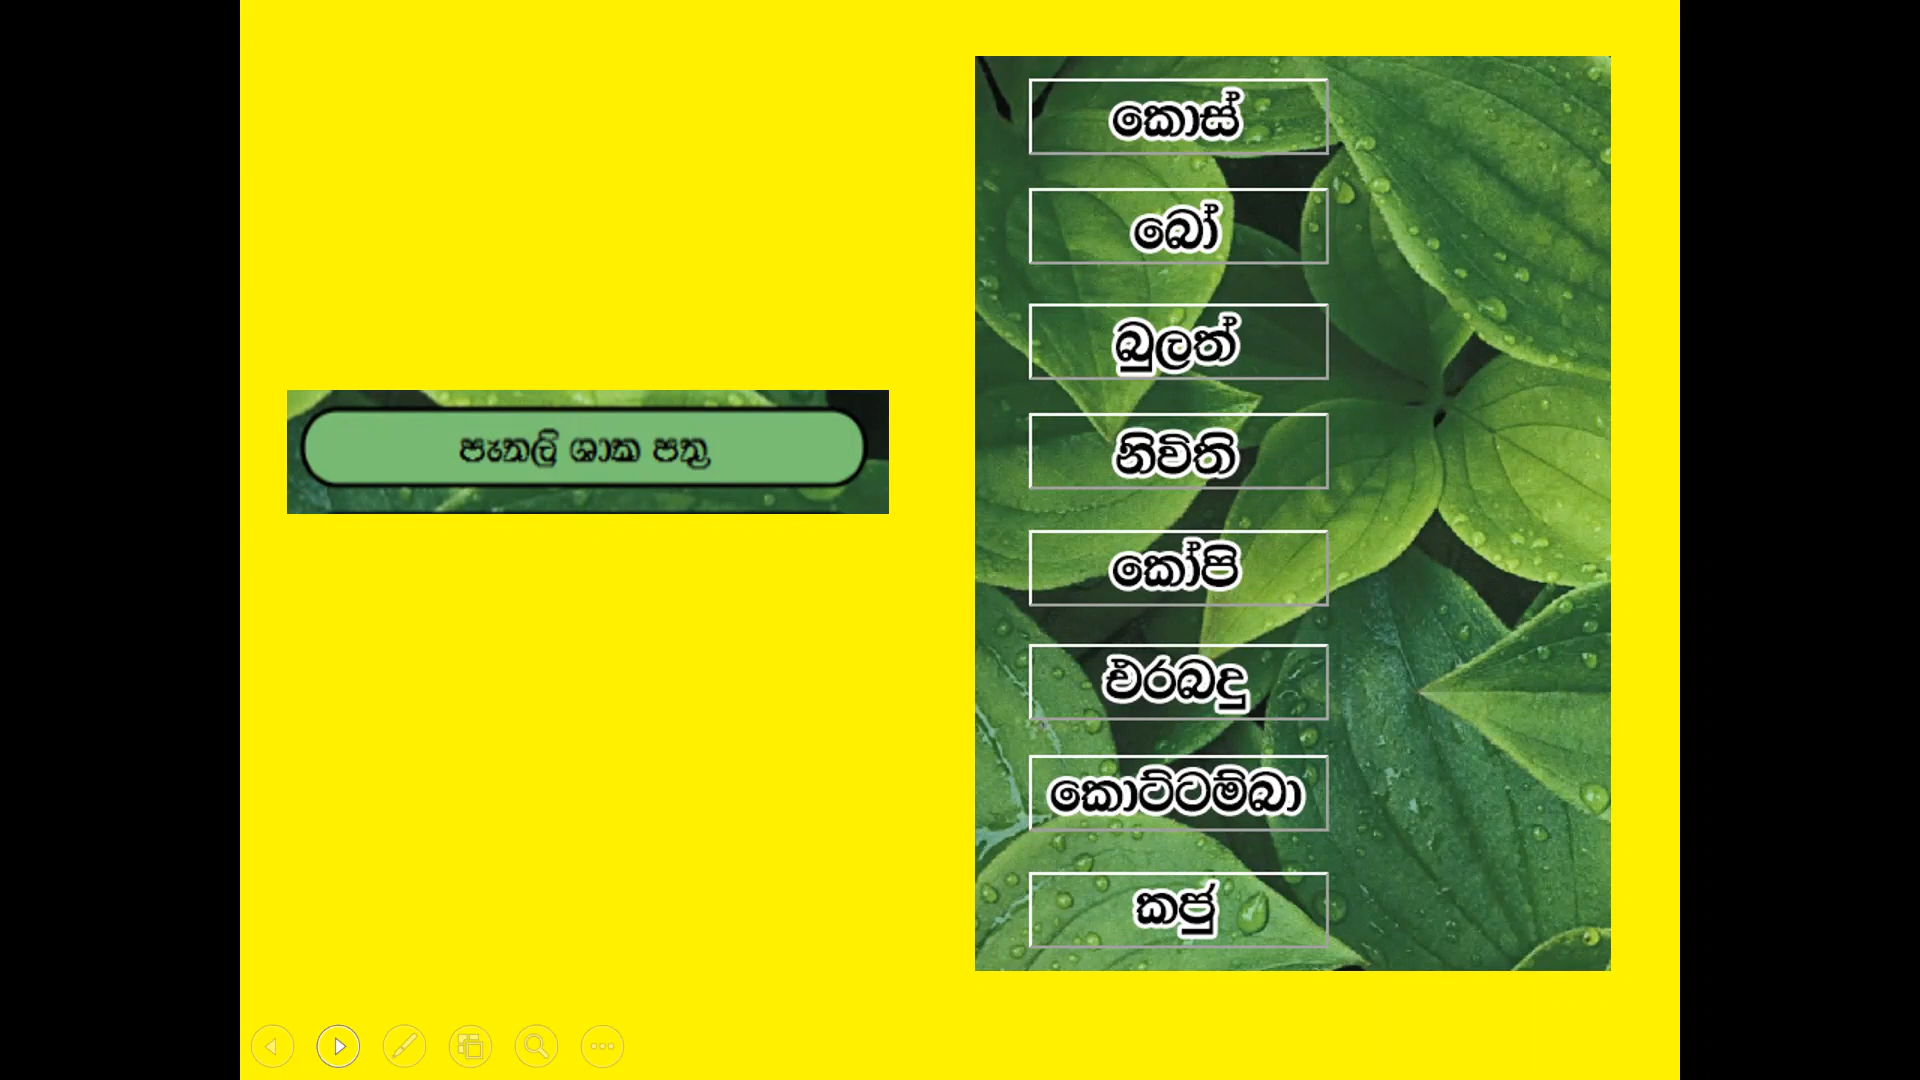 පැතලි ශාක පත්‍ර
කොස්
බෝ
බුලත්
නිවිති
කෝපි
එරබදු
කොට්ටම්බා
කජු